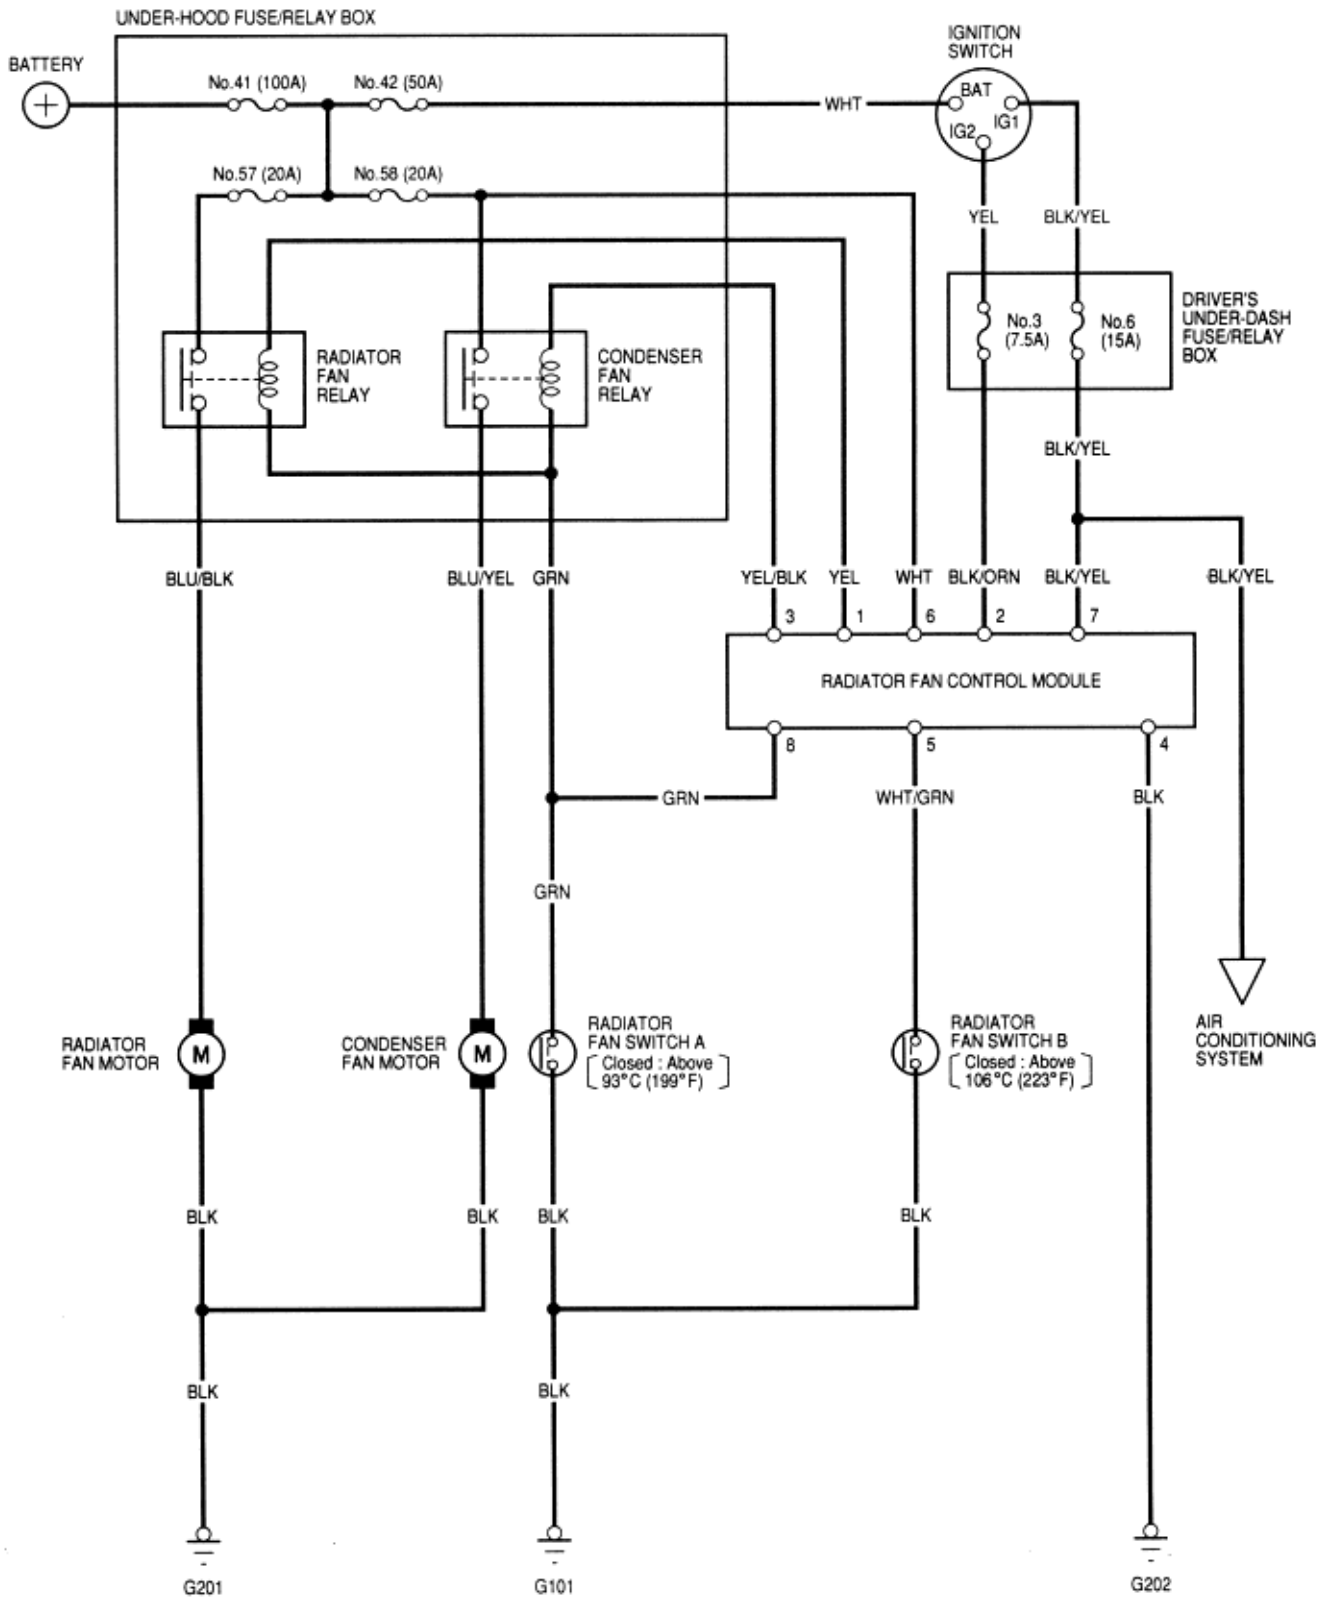 UNDER-HOOD FUSE/RELAY BOX
BATTERY
+
No.41 (100A)
No.42 (50A)
WHT
IGNITION
SWITCH
BAT
IG1
IG2
No.57 (20A)
No.58 (20A)
YEL
BLK/YEL
No.3
(7.5A)
No.6
(15A)
DRIVER'S
UNDER-DASH
FUSE/RELAY
BOX
RADIATOR
FAN
RELAY
CONDENSER
FAN
RELAY
BLK/YEL
BLU/BLK
BLU/YEL
GRN
YEL/BLK
YEL
WHT
BLK/ORN
BLK/YEL
BLK/YEL
3
1
6
2
7
RADIATOR FAN CONTROL MODULE
8
5
4
GRN
WHT/GRN
BLK
GRN
RADIATOR
FAN MOTOR
M
CONDENSER
FAN MOTOR
M
RADIATOR
FAN SWITCH A
[Closed : Above
93°C (199°F)]
RADIATOR
FAN SWITCH B
[Closed : Above
106°C (223°F)]
AIR
CONDITIONING
SYSTEM
BLK
BLK
BLK
BLK
BLK
BLK
G201
G101
G202